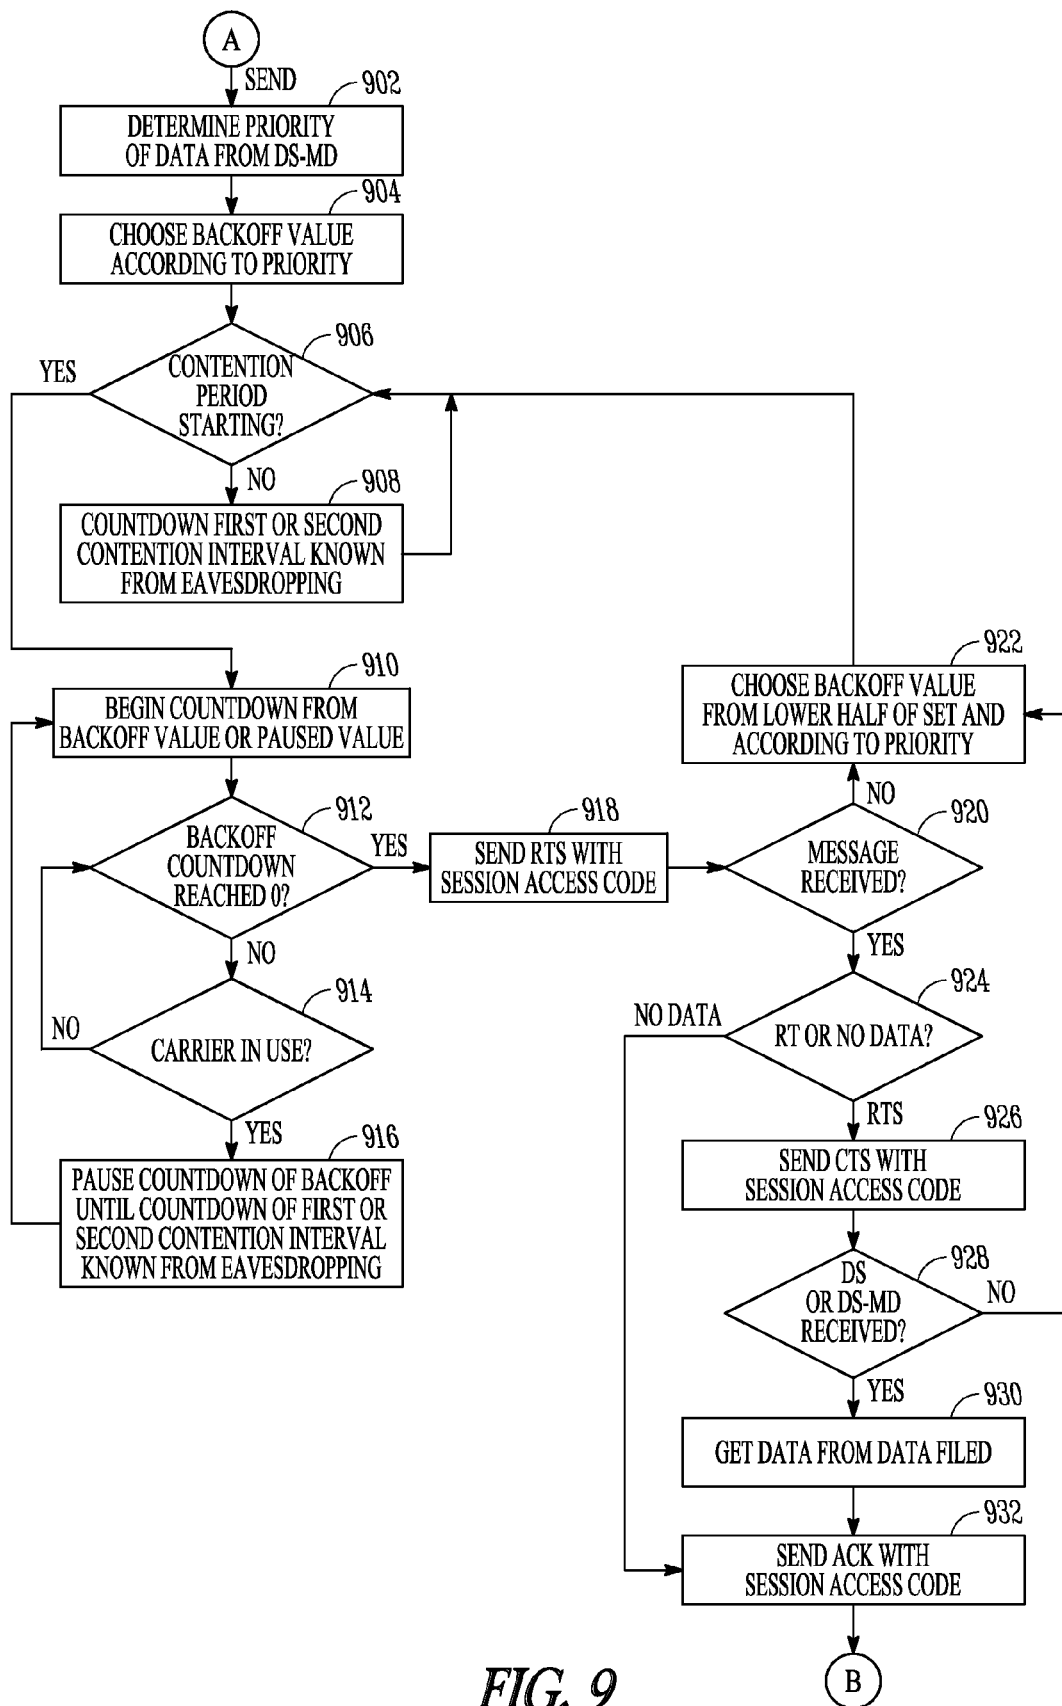 A
SEND
902
DETERMINE PRIORITY
OF DATA FROM DS-MD
904
CHOOSE BACKOFF VALUE
ACCORDING TO PRIORITY
906
YES
CONTENTION
PERIOD
STARTING?
NO
908
COUNTDOWN FIRST OR SECOND
CONTENTION INTERVAL KNOWN
FROM EAVESDROPPING
910
BEGIN COUNTDOWN FROM
BACKOFF VALUE OR PAUSED VALUE
912
BACKOFF
COUNTDOWN
REACHED 0?
YES
NO
914
CARRIER IN USE?
NO
YES
916
PAUSE COUNTDOWN OF BACKOFF
UNTIL COUNTDOWN OF FIRST OR
SECOND CONTENTION INTERVAL
KNOWN FROM EAVESDROPPING
918
SEND RTS WITH
SESSION ACCESS CODE
922
CHOOSE BACKOFF VALUE
FROM LOWER HALF OF SET AND
ACCORDING TO PRIORITY
NO
920
MESSAGE
RECEIVED?
YES
924
NO DATA
RT OR NO DATA?
RTS
926
SEND CTS WITH
SESSION ACCESS CODE
928
DS
OR DS-MD
RECEIVED?
NO
YES
930
GET DATA FROM DATA FILED
932
SEND ACK WITH
SESSION ACCESS CODE
B
FIG. 9